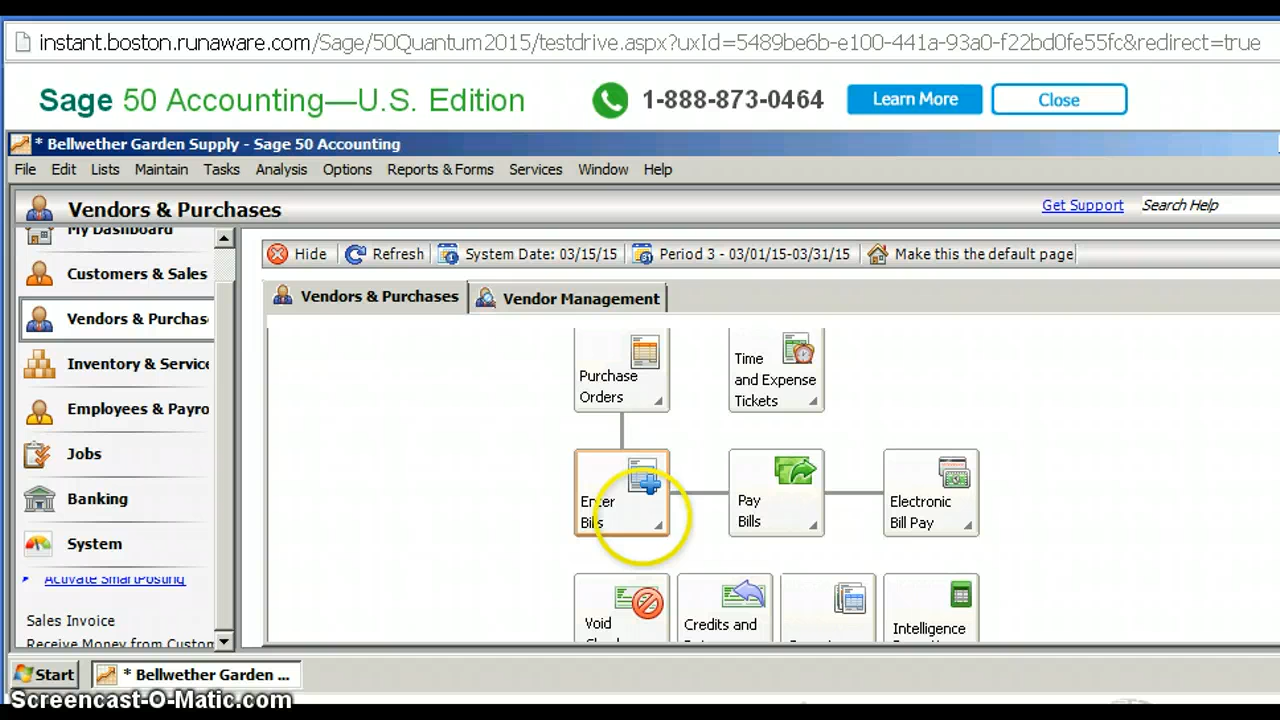 instant.boston.runaware.com/Sage/50Quantum2015/testdrive.aspx?uxId=5489be6b-e100-441a-93a0-f22bd0fe55fc&redirect=true
Sage 50 Accounting—U.S. Edition
1-888-873-0464
Learn More
Close
* Bellwether Garden Supply - Sage 50 Accounting
File Edit Lists Maintain Tasks Analysis Options Reports & Forms Services Window Help
Vendors & Purchases
Get Support
Search Help
My Dashboard
Customers & Sales
Vendors & Purchas
Inventory & Service
Employees & Payro
Jobs
Banking
System
Activate SmartPosting
Sales Invoice
Receive Money from Custom
Hide
Refresh
System Date: 03/15/15
Period 3 - 03/01/15-03/31/15
Make this the default page
Vendors & Purchases
Vendor Management
Purchase
Orders
Time
and Expense
Tickets
Enter
Bills
Pay
Bills
Electronic
Bill Pay
Void
Credits and
Intelligence
Start
* Bellwether Garden ...
Screencast-O-Matic.com